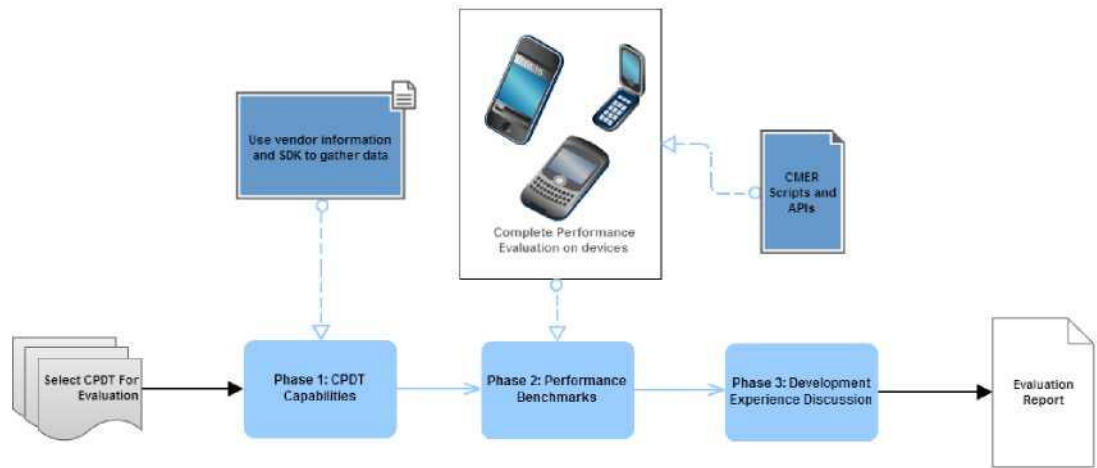 Use vendor information
and SDK to gather data
Complete Performance
Evaluation on devices
CMER
Scripts and
APIs
Select CPDT For
Evaluation
Phase 1: CPDT
Capabilities
Phase 2: Performance
Benchmarks
Phase 3: Development
Experience Discussion
Evaluation
Report